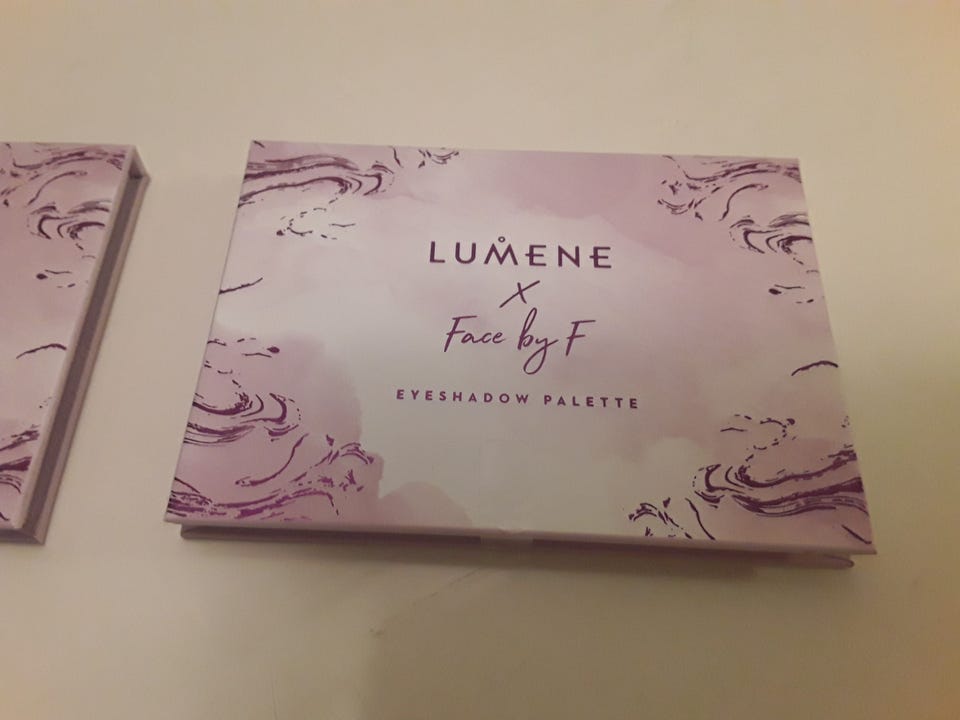 LUMENE
X
Face by F
EYESHADOW PALETTE